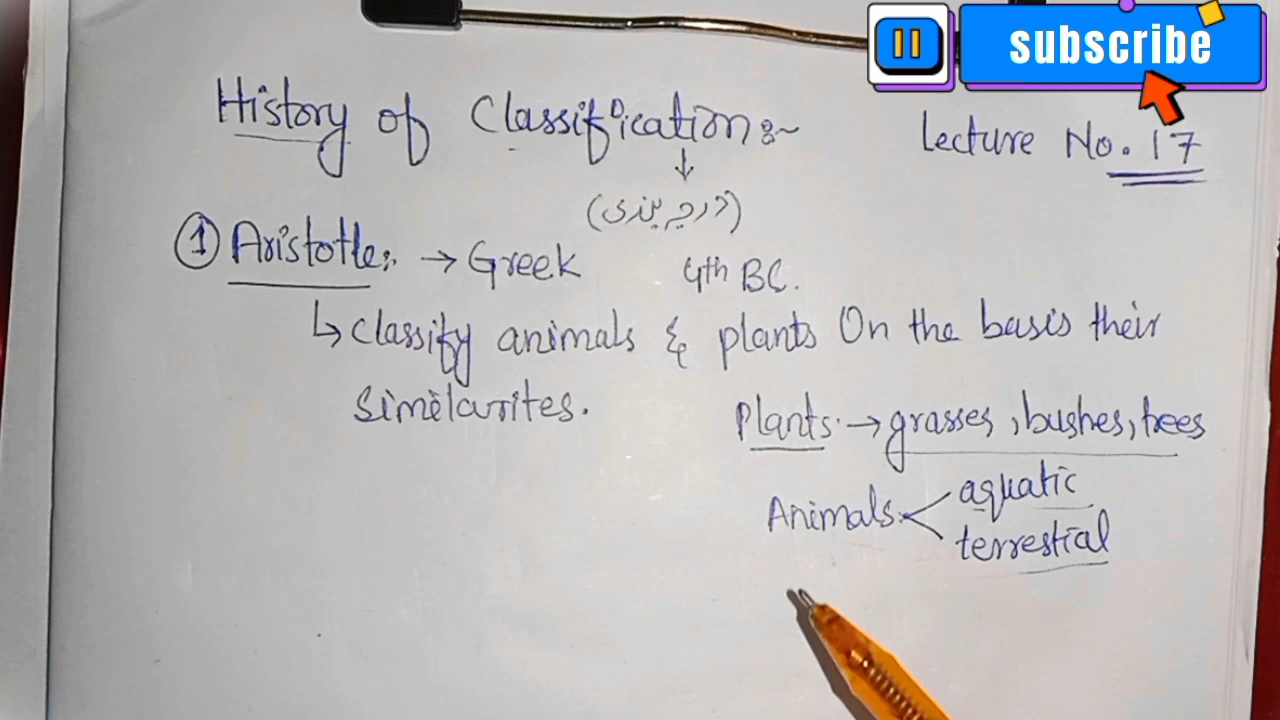 subscribe
History of Classification:~
Lecture No. 17
(درجہ بندی)
① Aristotle:. → Greek 4th BC.
↳ Classify animals & plants On the basis their
similarites.
Plants. → grasses, bushes, trees
Animals. < aquatic
terrestial